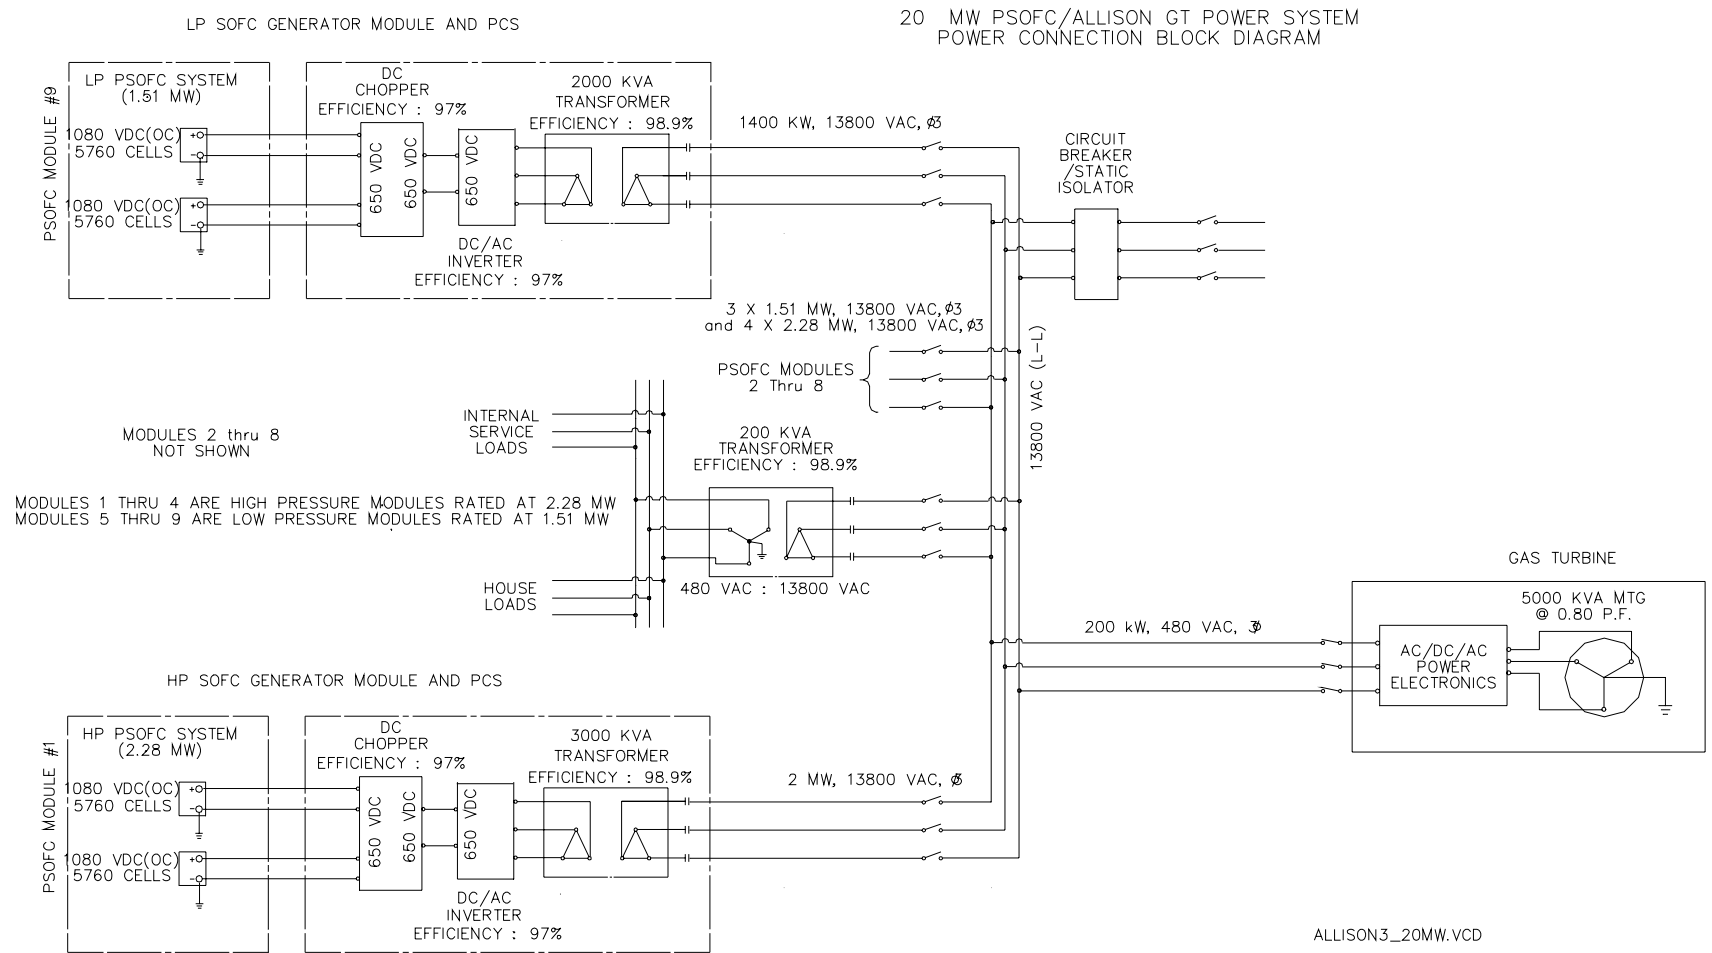 LP SOFC GENERATOR MODULE AND PCS
20 MW PSOFC/ALLISON GT POWER SYSTEM
POWER CONNECTION BLOCK DIAGRAM
PSOFC MODULE #9
LP PSOFC SYSTEM
(1.51 MW)
1080 VDC(OC)
5760 CELLS
+
-
1080 VDC(OC)
5760 CELLS
+
-
DC
CHOPPER
EFFICIENCY : 97%
650 VDC
650 VDC
650 VDC
DC/AC
INVERTER
EFFICIENCY : 97%
2000 KVA
TRANSFORMER
EFFICIENCY : 98.9%
1400 KW, 13800 VAC, ø3
CIRCUIT
BREAKER
/STATIC
ISOLATOR
3 X 1.51 MW, 13800 VAC, ø3
and 4 X 2.28 MW, 13800 VAC, ø3
PSOFC MODULES
2 Thru 8
13800 VAC (L-L)
MODULES 2 thru 8
NOT SHOWN
INTERNAL
SERVICE
LOADS
200 KVA
TRANSFORMER
EFFICIENCY : 98.9%
MODULES 1 THRU 4 ARE HIGH PRESSURE MODULES RATED AT 2.28 MW
MODULES 5 THRU 9 ARE LOW PRESSURE MODULES RATED AT 1.51 MW
HOUSE
LOADS
480 VAC : 13800 VAC
GAS TURBINE
5000 KVA MTG
@ 0.80 P.F.
200 kW, 480 VAC, 3ø
AC/DC/AC
POWER
ELECTRONICS
HP SOFC GENERATOR MODULE AND PCS
PSOFC MODULE #1
HP PSOFC SYSTEM
(2.28 MW)
1080 VDC(OC)
5760 CELLS
+
-
1080 VDC(OC)
5760 CELLS
+
-
DC
CHOPPER
EFFICIENCY : 97%
650 VDC
650 VDC
650 VDC
DC/AC
INVERTER
EFFICIENCY : 97%
3000 KVA
TRANSFORMER
EFFICIENCY : 98.9%
2 MW, 13800 VAC, ø3
ALLISON3_20MW.VCD